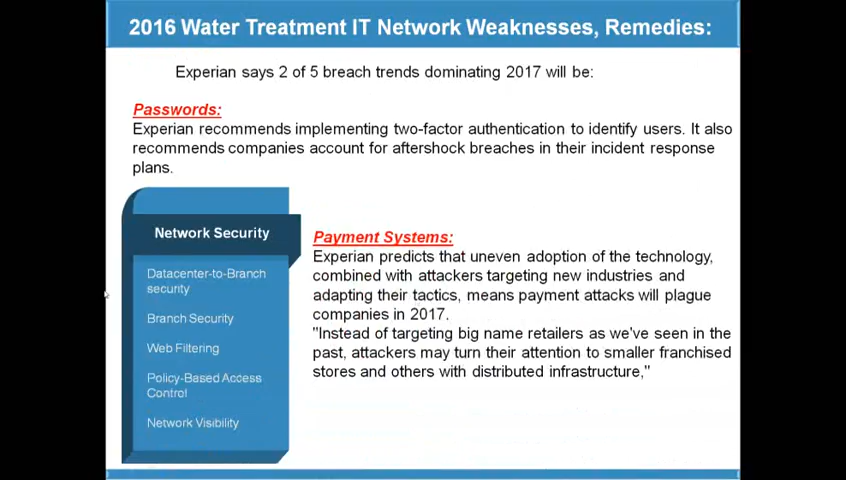 2016 Water Treatment IT Network Weaknesses, Remedies:
Experian says 2 of 5 breach trends dominating 2017 will be:
Passwords:
Experian recommends implementing two-factor authentication to identify users. It also
recommends companies account for aftershock breaches in their incident response
plans.
Network Security
Datacenter-to-Branch
security
Branch Security
Web Filtering
Policy-Based Access
Control
Network Visibility
Payment Systems:
Experian predicts that uneven adoption of the technology,
combined with attackers targeting new industries and
adapting their tactics, means payment attacks will plague
companies in 2017.
"Instead of targeting big name retailers as we've seen in the
past, attackers may turn their attention to smaller franchised
stores and others with distributed infrastructure,"